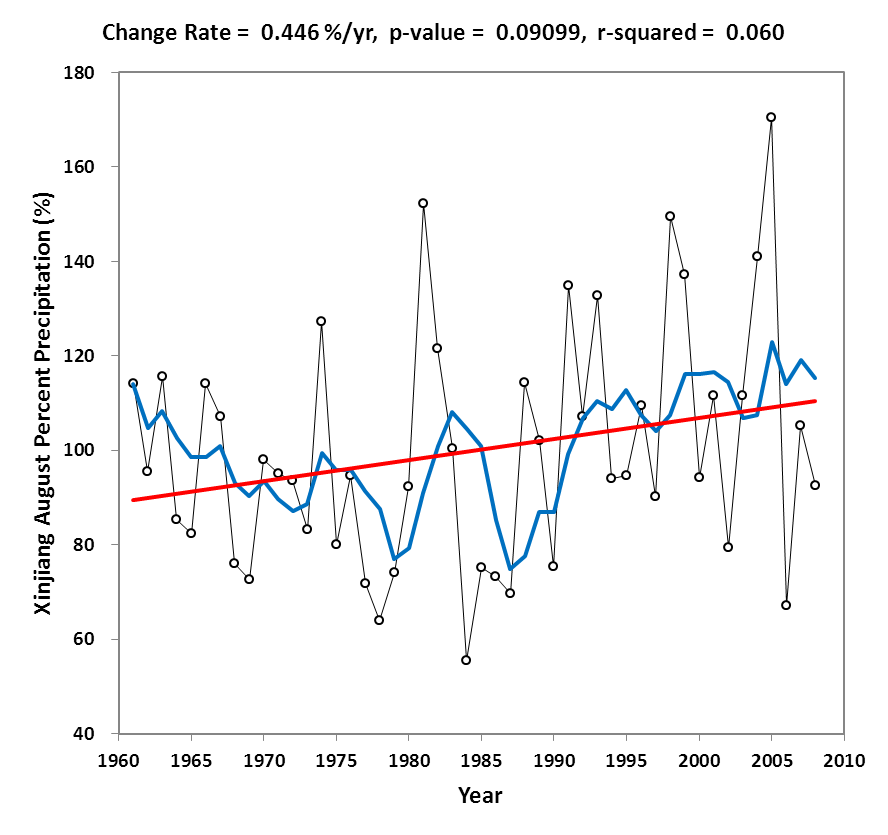 Change Rate = 0.446 %/yr, p-value = 0.09099, r-squared = 0.060
180
160
140
120
100
80
60
40
Xinjiang August Percent Precipitation (%)
1960 1965 1970 1975 1980 1985 1990 1995 2000 2005 2010
Year